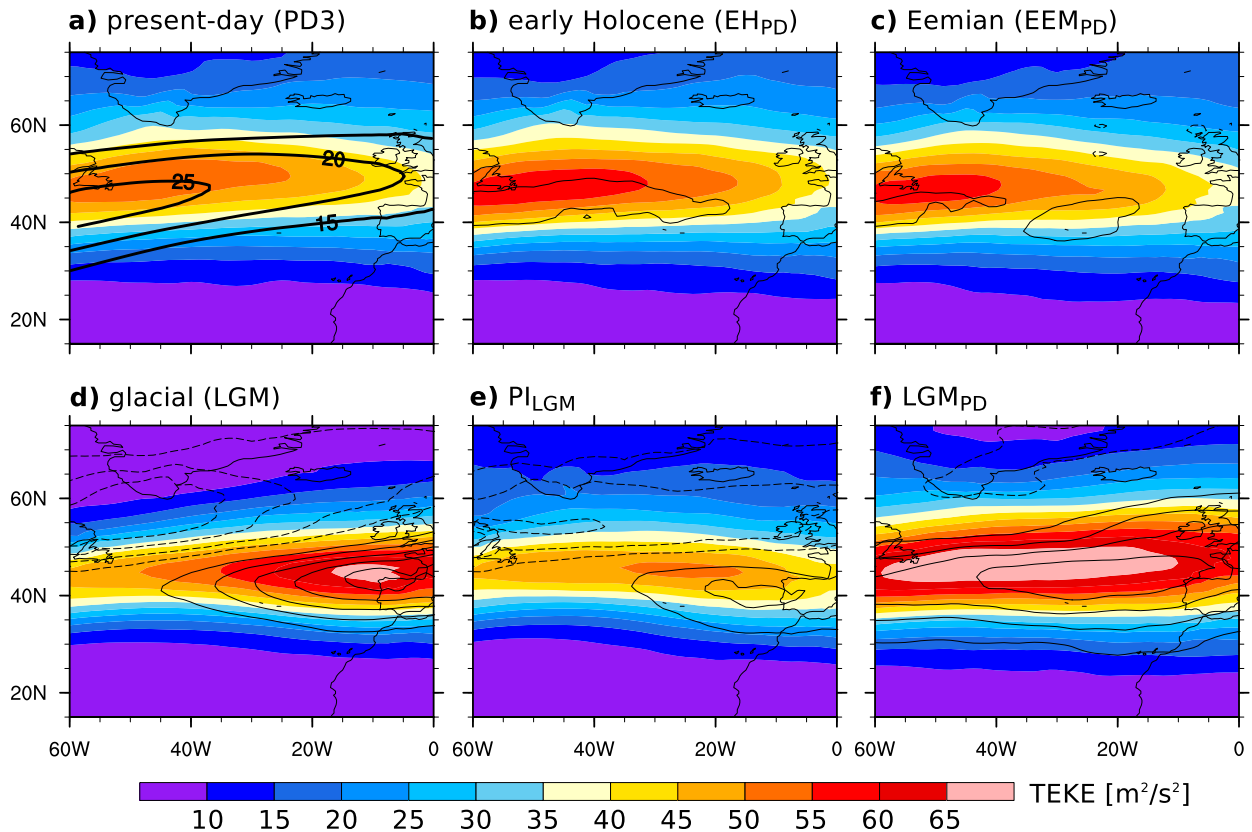 a) present-day (PD3)
b) early Holocene (EH_PD)
c) Eemian (EEM_PD)
60N
40N
20N
20
25
15
d) glacial (LGM)
e) PI_LGM
f) LGM_PD
60N
40N
20N
60W 40W 20W 0
60W 40W 20W 0
60W 40W 20W 0
10 15 20 25 30 35 40 45 50 55 60 65
TEKE [m²/s²]